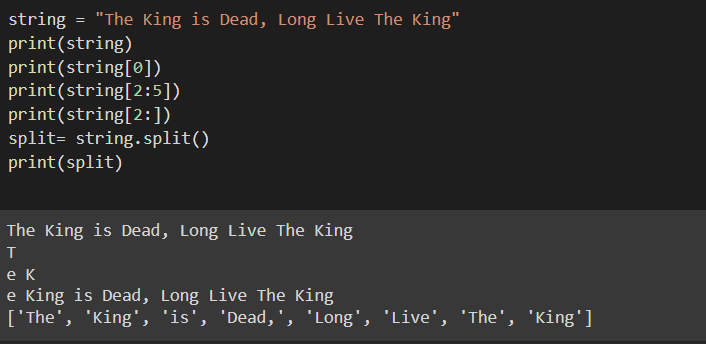 string = "The King is Dead, Long Live The King"
print(string)
print(string[0])
print(string[2:5])
print(string[2:])
split= string.split()
print(split)
The King is Dead, Long Live The King
T
e K
e King is Dead, Long Live The King
['The', 'King', 'is', 'Dead,', 'Long', 'Live', 'The', 'King']